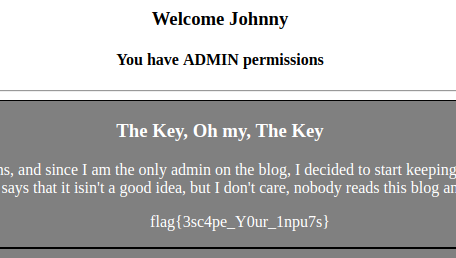 Welcome Johnny
You have ADMIN permissions
The Key, Oh my, The Key
and since I am the only admin on the blog, I decided to start keeping
says that it isin't a good idea, but I don't care, nobody reads this blog
flag{3sc4pe_Y0ur_1npu7s}